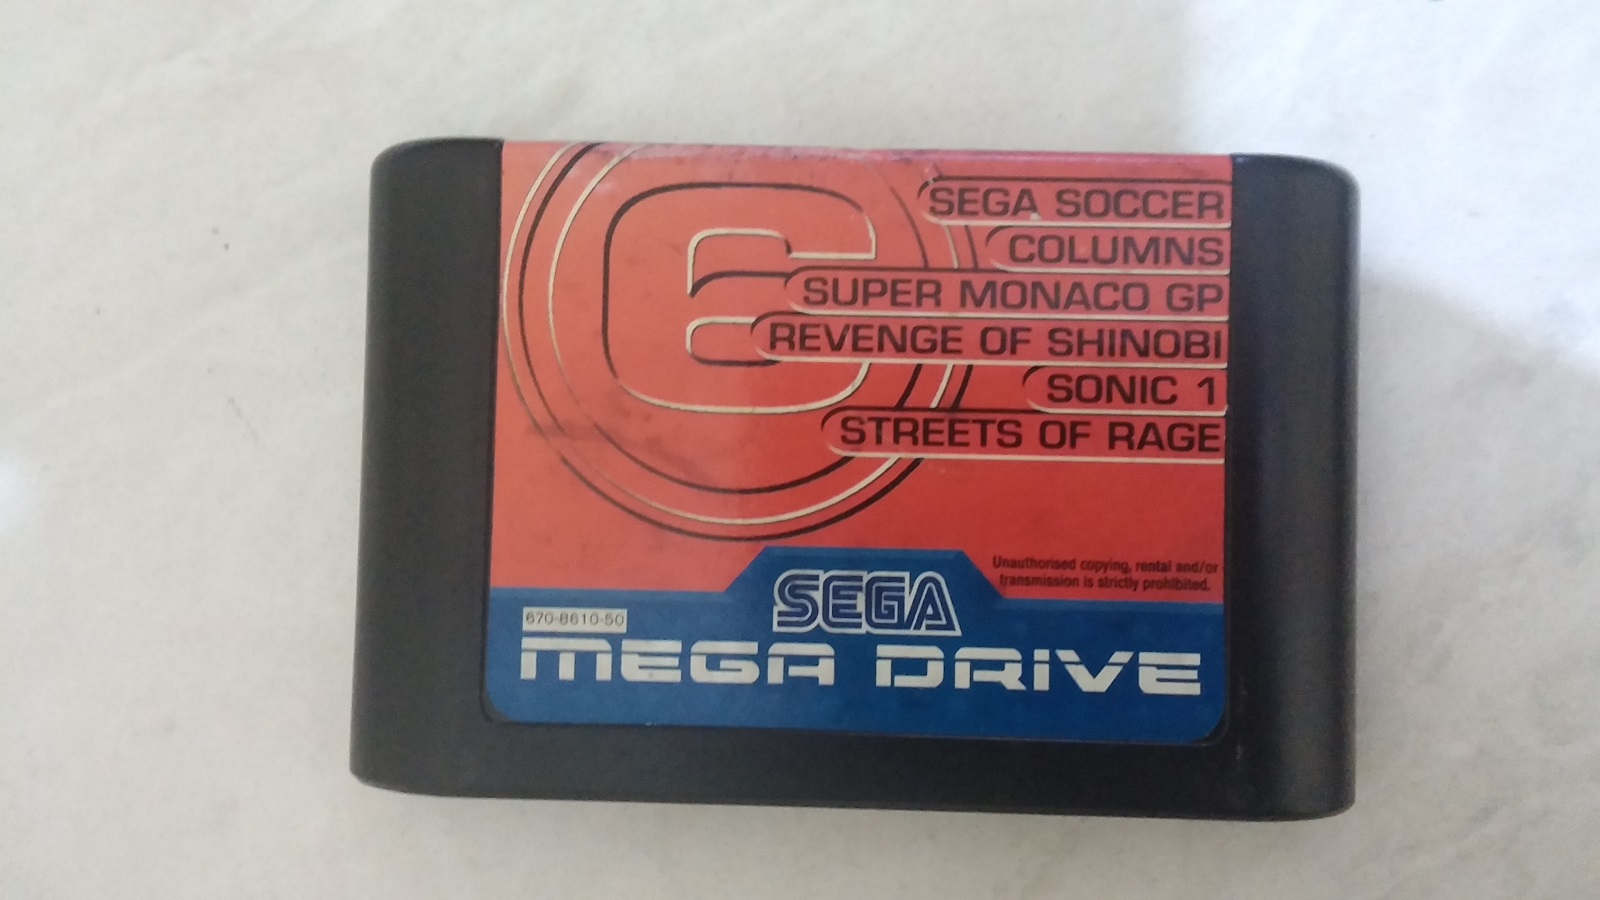 6
SEGA SOCCER
COLUMNS
SUPER MONACO GP
REVENGE OF SHINOBI
SONIC 1
STREETS OF RAGE
Unauthorised copying, rental and/or
transmission is strictly prohibited.
SEGA
670-8610-50
MEGA DRIVE